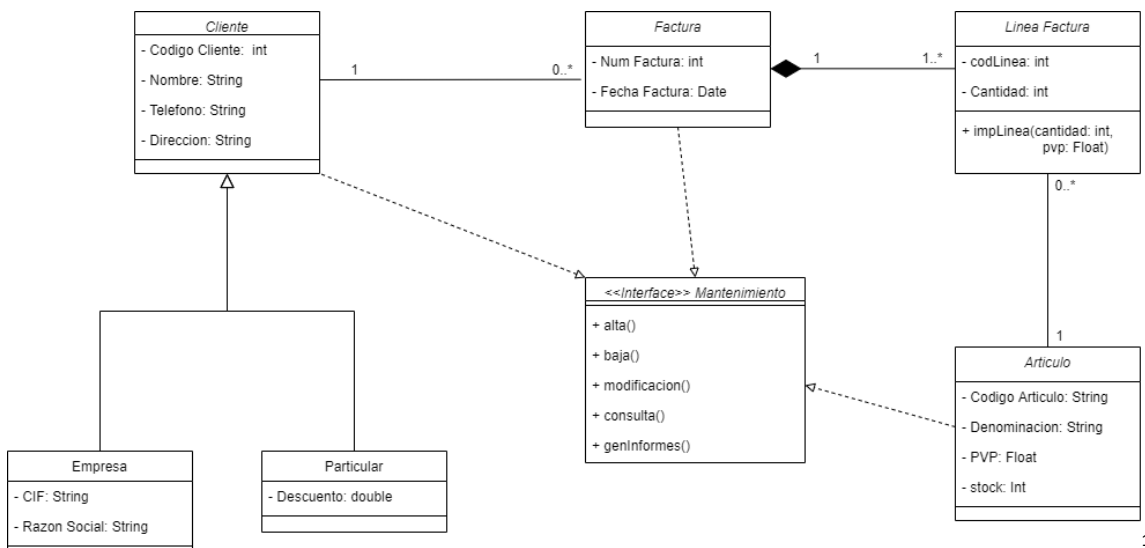 Cliente
- Codigo Cliente: int
- Nombre: String
- Telefono: String
- Direccion: String
1
0..*
Factura
- Num Factura: int
- Fecha Factura: Date
1
1..*
Linea Factura
- codLinea: int
- Cantidad: int
+ impLinea(cantidad: int,
pvp: Float)
0..*
1
<<Interface>> Mantenimiento
+ alta()
+ baja()
+ modificacion()
+ consulta()
+ genInformes()
Articulo
- Codigo Articulo: String
- Denominacion: String
- PVP: Float
- stock: Int
Empresa
- CIF: String
- Razon Social: String
Particular
- Descuento: double